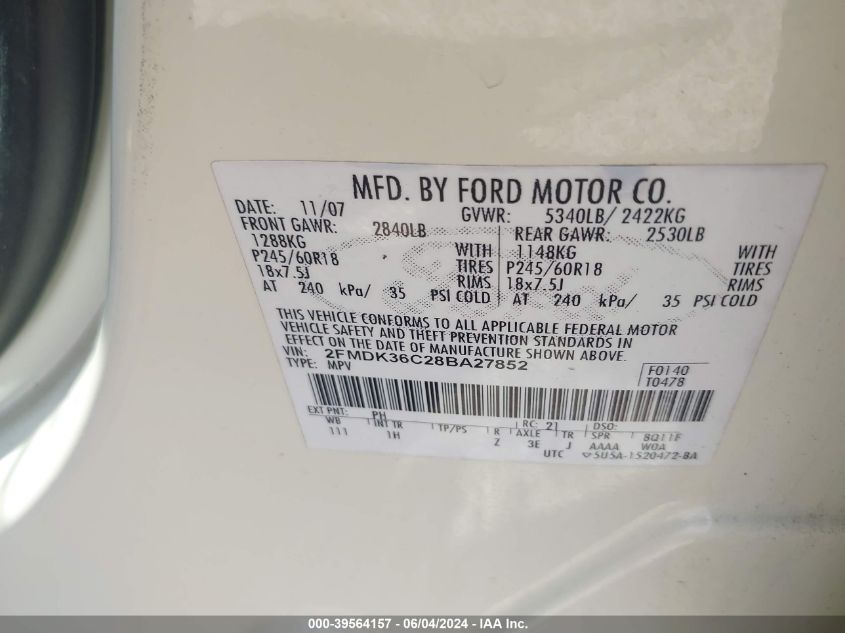 MFD. BY FORD MOTOR CO.
DATE: 11/07 GVWR: 5340LB/ 2422KG
FRONT GAWR: 2840LB REAR GAWR: 2530LB
1288KG WITH 1148KG WITH
P245/60R18 TIRES P245/60R18 TIRES
18x7.5J RIMS 18x7.5J RIMS
AT 240 kPa/ 35 PSI COLD AT 240 kPa/ 35 PSI COLD
THIS VEHICLE CONFORMS TO ALL APPLICABLE FEDERAL MOTOR
VEHICLE SAFETY AND THEFT PREVENTION STANDARDS IN
EFFECT ON THE DATE OF MANUFACTURE SHOWN ABOVE.
VIN: 2FMDK36C28BA27852 F0140
TYPE: MPV T0478
EXT PNT: PH RC: 21 DSO:
WB INT TR TP/PS R AXLE TR SPR 8Q11F
111 1H Z 3E J AAAA W0A
UTC 5U5A-1520472-BA
000-39564157 - 06/04/2024 - IAA Inc.